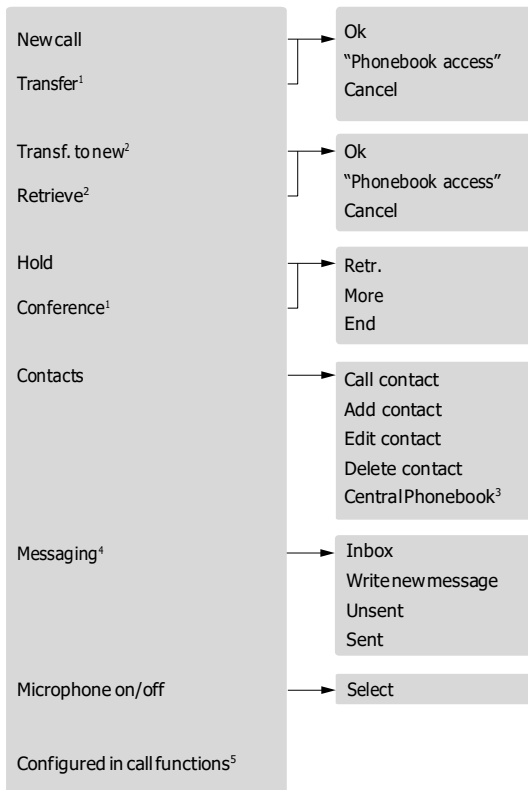 New call
Transfer¹
Ok
“Phonebook access”
Cancel
Transf. to new²
Retrieve²
Ok
“Phonebook access”
Cancel
Hold
Conference¹
Retr.
More
End
Contacts
Call contact
Add contact
Edit contact
Delete contact
Central Phonebook³
Messaging⁴
Inbox
Write new message
Unsent
Sent
Microphone on/off
Select
Configured in call functions⁵